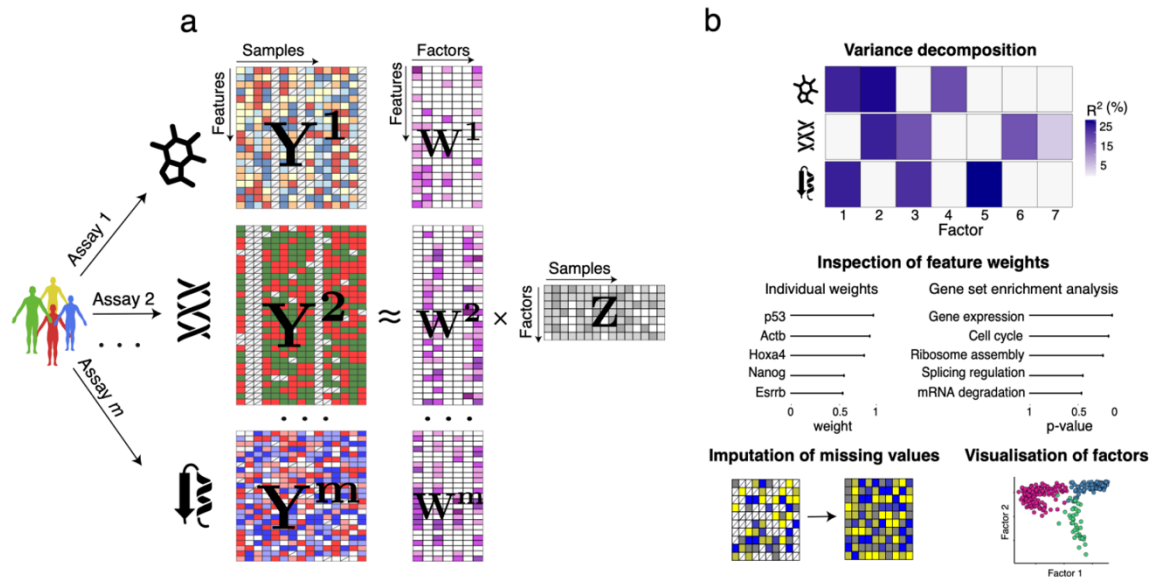 a
Samples
Features
Y¹
Factors
Features
W¹
Assay 1
Assay 2
. . .
Assay m
Y²
≈
W²
×
Samples
Factors
Z
. . .
. . .
Yᵐ
Wᵐ
b
Variance decomposition
R² (%)
25
15
5
1 2 3 4 5 6 7
Factor
Inspection of feature weights
Individual weights
p53
Actb
Hoxa4
Nanog
Esrrb
0 0.5 1
weight
Gene set enrichment analysis
Gene expression
Cell cycle
Ribosome assembly
Splicing regulation
mRNA degradation
1 0.5 0
p-value
Imputation of missing values
Visualisation of factors
Factor 2
Factor 1